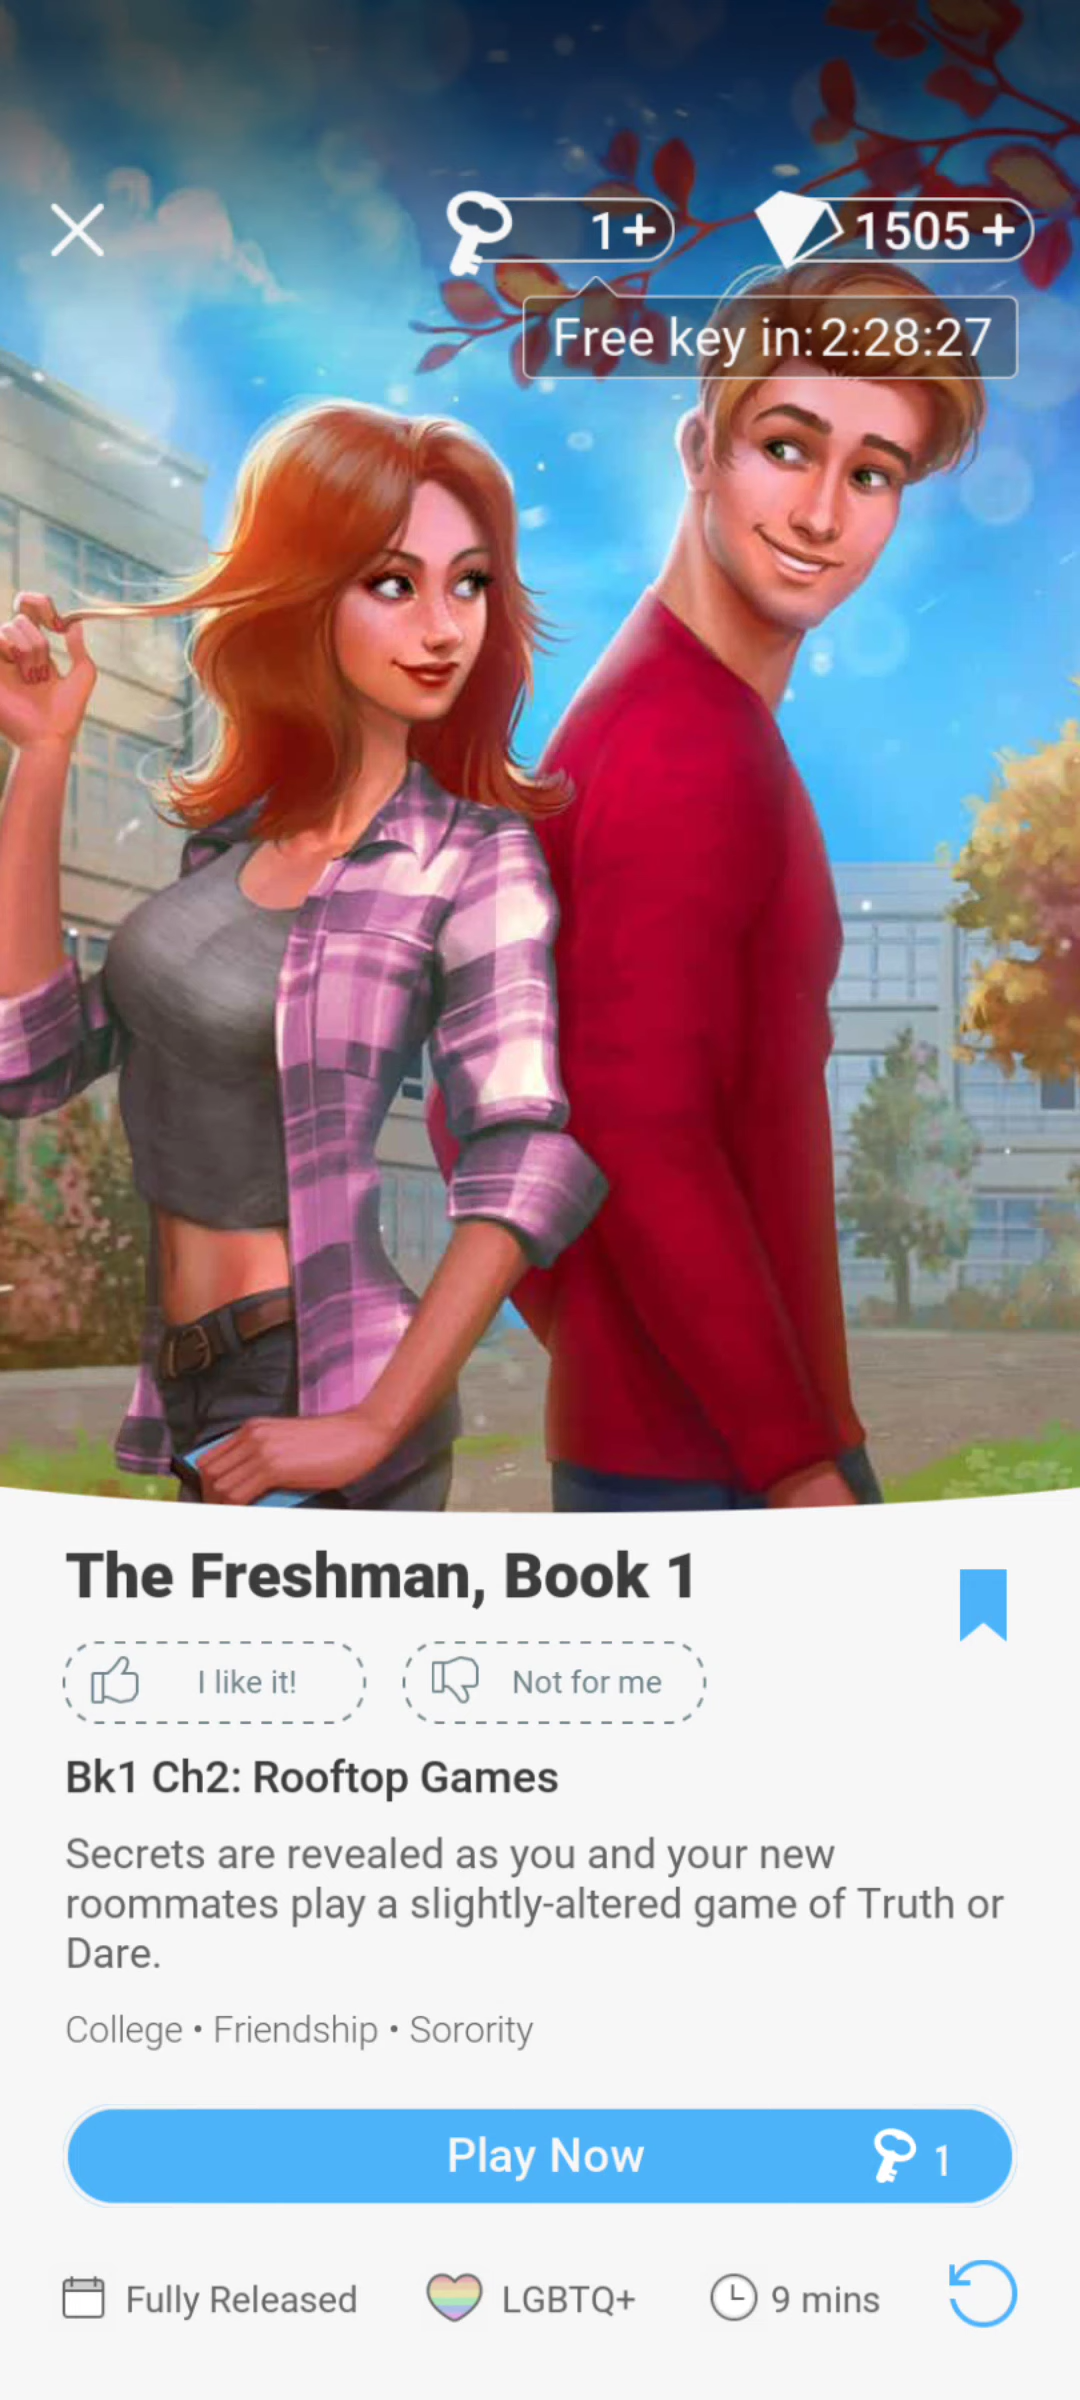 1+
1505 +
Free key in: 2:28:27
The Freshman, Book 1
I like it!
Not for me
Bk1 Ch2: Rooftop Games
Secrets are revealed as you and your new
roommates play a slightly-altered game of Truth or
Dare.
College • Friendship • Sorority
Play Now
1
Fully Released
LGBTQ+
9 mins